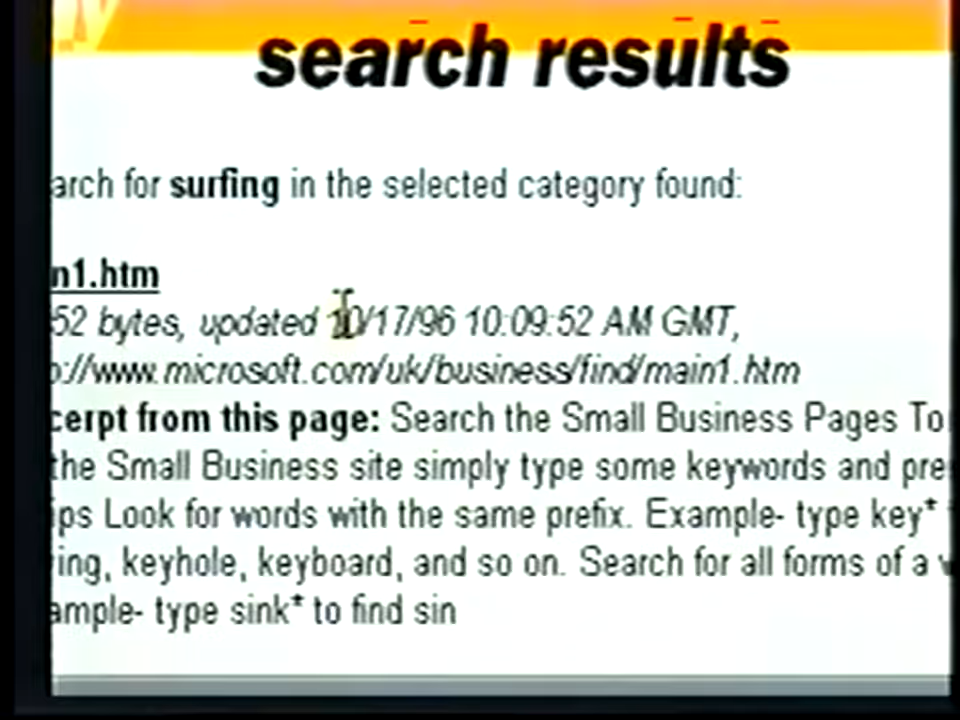 search results
arch for surfing in the selected category found:
n1.htm
52 bytes, updated 10/17/96 10:09:52 AM GMT,
://www.microsoft.com/uk/business/find/main1.htm
cerpt from this page: Search the Small Business Pages To
the Small Business site simply type some keywords and pre
ips Look for words with the same prefix. Example- type key*
ing, keyhole, keyboard, and so on. Search for all forms of a
ample- type sink* to find sin